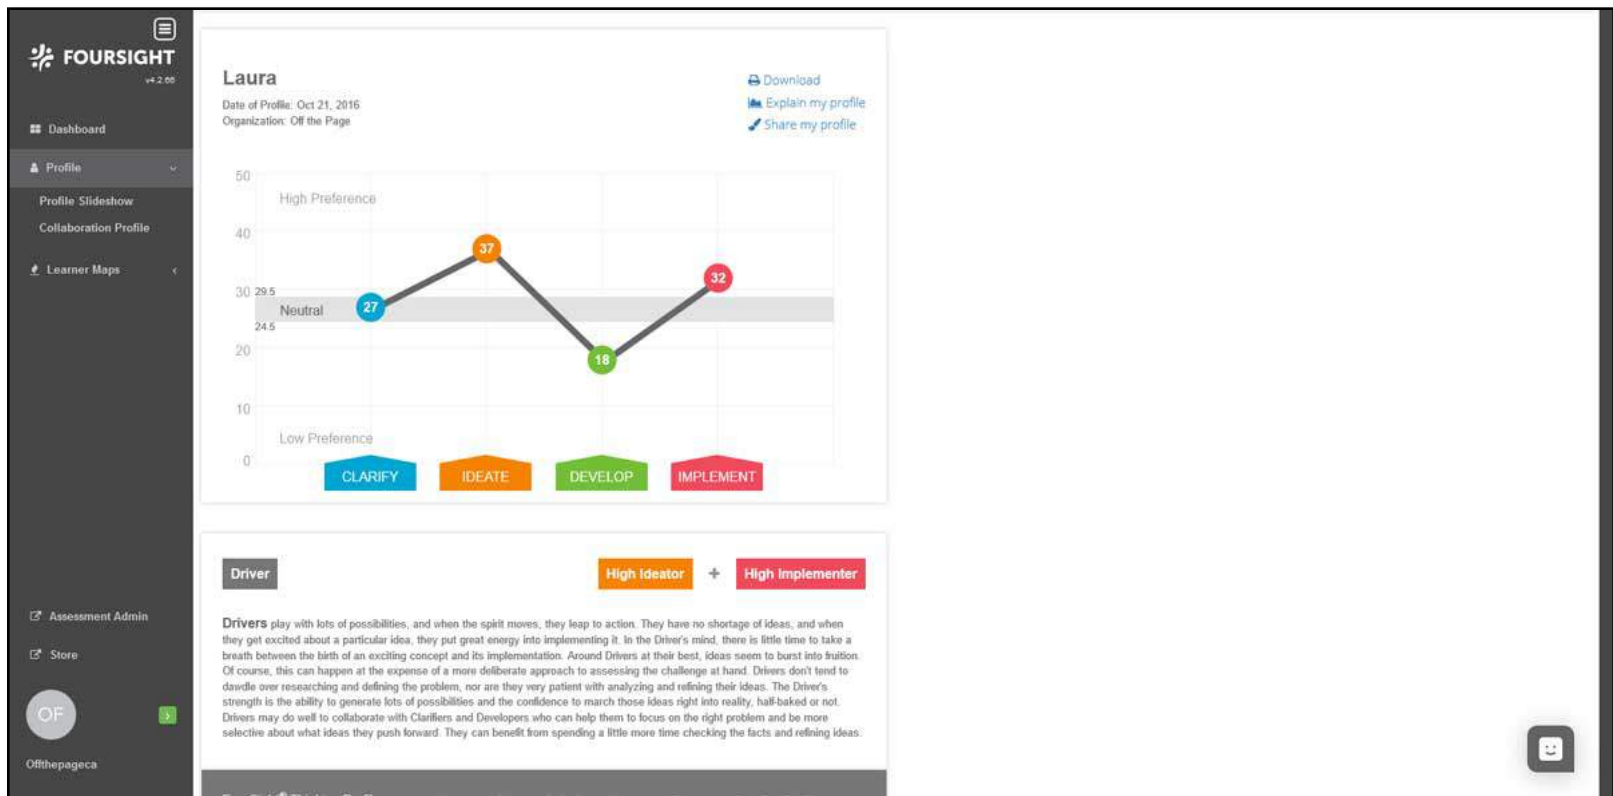 FOURSIGHT
v4.2.66
Dashboard
Profile
Profile Slideshow
Collaboration Profile
Learner Maps
Assessment Admin
Store
OF
Offthepageca
Laura
Date of Profile: Oct 21, 2016
Organization: Off the Page
Download
Explain my profile
Share my profile
50
High Preference
40
37
32
30 29.5
Neutral
27
24.5
20
18
10
Low Preference
0
CLARIFY IDEATE DEVELOP IMPLEMENT
Driver High Ideator + High Implementer
Drivers play with lots of possibilities, and when the spirit moves, they leap to action. They have no shortage of ideas, and when
they get excited about a particular idea, they put great energy into implementing it. In the Driver's mind, there is little time to take a
breath between the birth of an exciting concept and its implementation. Around Drivers at their best, ideas seem to burst into fruition.
Of course, this can happen at the expense of a more deliberate approach to assessing the challenge at hand. Drivers don't tend to
dawdle over researching and defining the problem, nor are they very patient with analyzing and refining their ideas. The Driver's
strength is the ability to generate lots of possibilities and the confidence to march those ideas right into reality, half-baked or not.
Drivers may do well to collaborate with Clarifiers and Developers who can help them to focus on the right problem and be more
selective about what ideas they push forward. They can benefit from spending a little more time checking the facts and refining ideas.